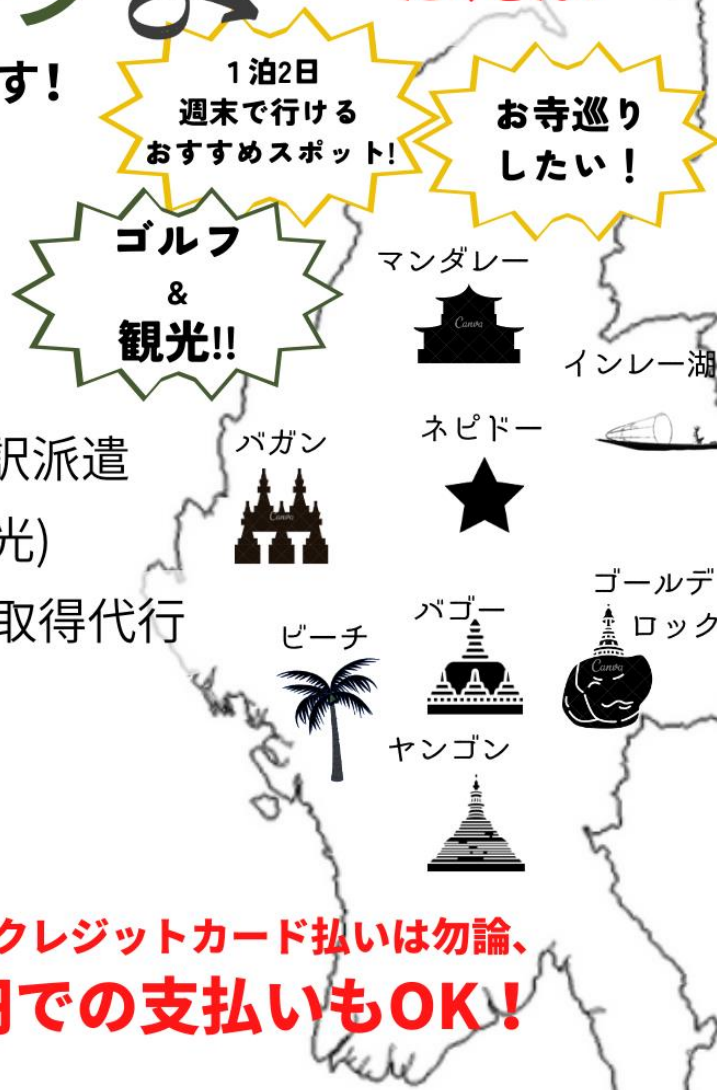 す！
1泊2日
週末で行ける
おすすめスポット!
お寺巡り
したい！
ゴルフ
&
観光!!
マンダレー
Canva
インレー湖
訳派遣
バガン
Canva
ネピドー
光)
取得代行
ゴールデ
ロック
Canva
バゴー
ビーチ
ヤンゴン
クレジットカード払いは勿論、
円での支払いもOK！